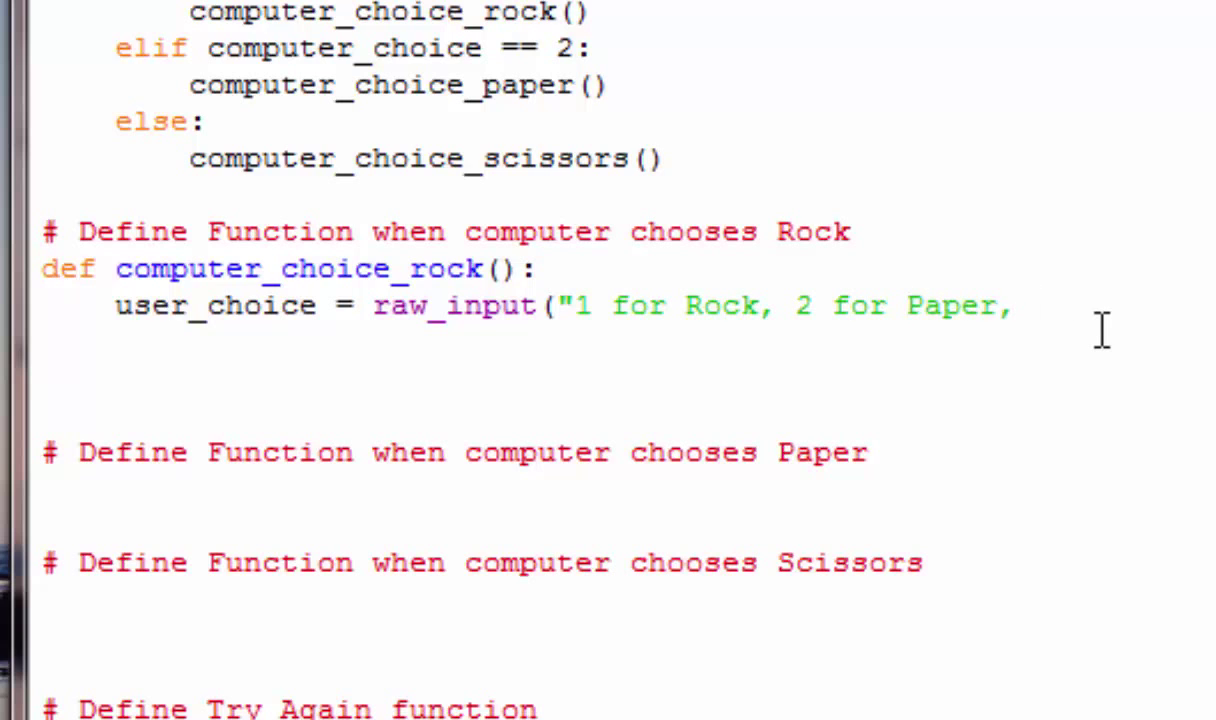 computer_choice_rock()
elif computer_choice == 2:
computer_choice_paper()
else:
computer_choice_scissors()
# Define Function when computer chooses Rock
def computer_choice_rock():
user_choice = raw_input("1 for Rock, 2 for Paper,
# Define Function when computer chooses Paper
# Define Function when computer chooses Scissors
# Define Try Again function